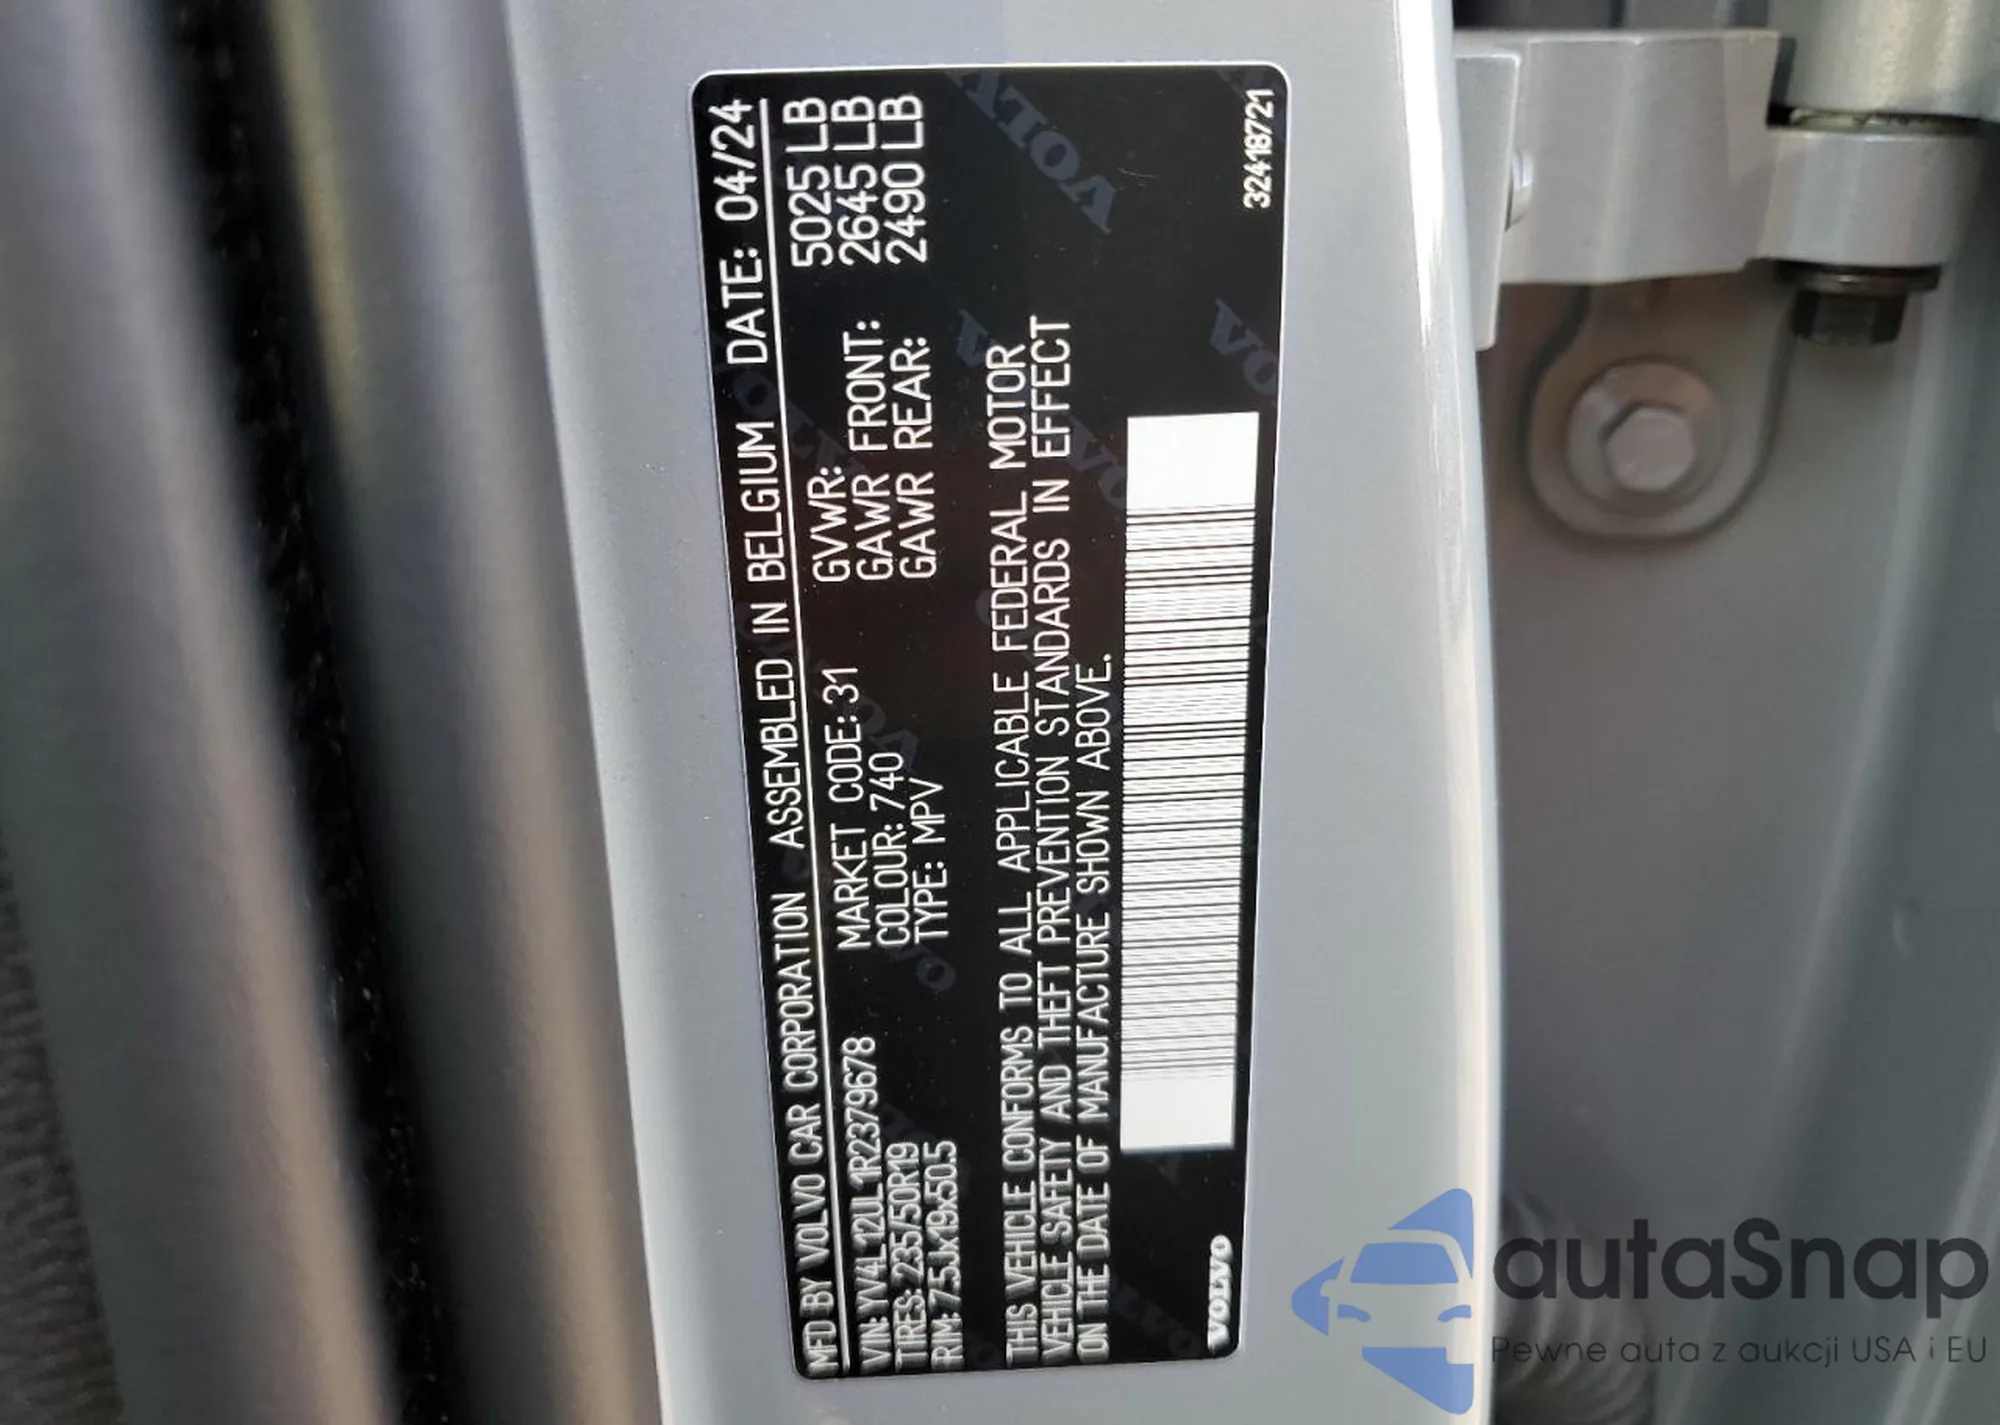 MFD BY VOLVO CAR CORPORATION ASSEMBLED IN BELGIUM DATE: 04/24
VIN: YV4L12UL1R2379678
TIRES: 235/50R19
RIM: 7.5Jx19x50.5
MARKET CODE: 31
COLOUR: 740
TYPE: MPV
GVWR: 5025 LB
GAWR FRONT: 2645 LB
GAWR REAR: 2490 LB
THIS VEHICLE CONFORMS TO ALL APPLICABLE FEDERAL MOTOR
VEHICLE SAFETY AND THEFT PREVENTION STANDARDS IN EFFECT
ON THE DATE OF MANUFACTURE SHOWN ABOVE.
VOLVO
32418721
autaSnap
Pewne auta z aukcji USA i EU